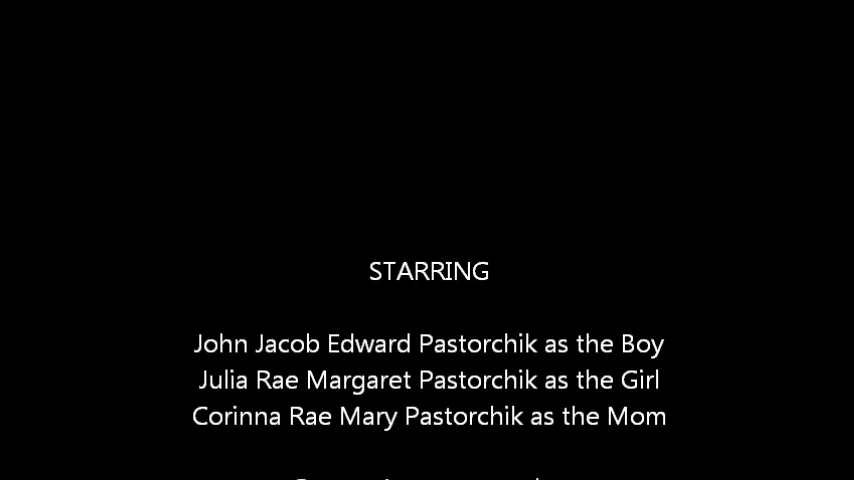 STARRING
John Jacob Edward Pastorchik as the Boy
Julia Rae Margaret Pastorchik as the Girl
Corinna Rae Mary Pastorchik as the Mom